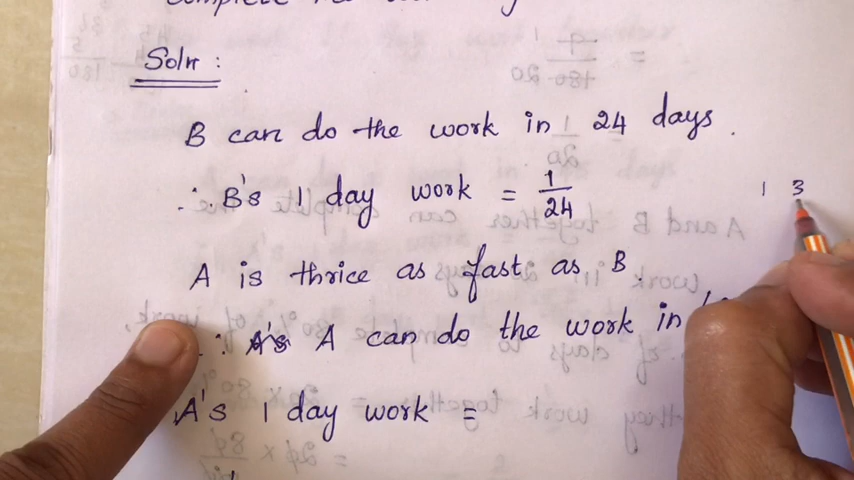 Soln :
B can do the work in 24 days.
∴ B's 1 day work = 1/24
1 3
A is thrice as fast as B
∴ A can do the work in
A's 1 day work =